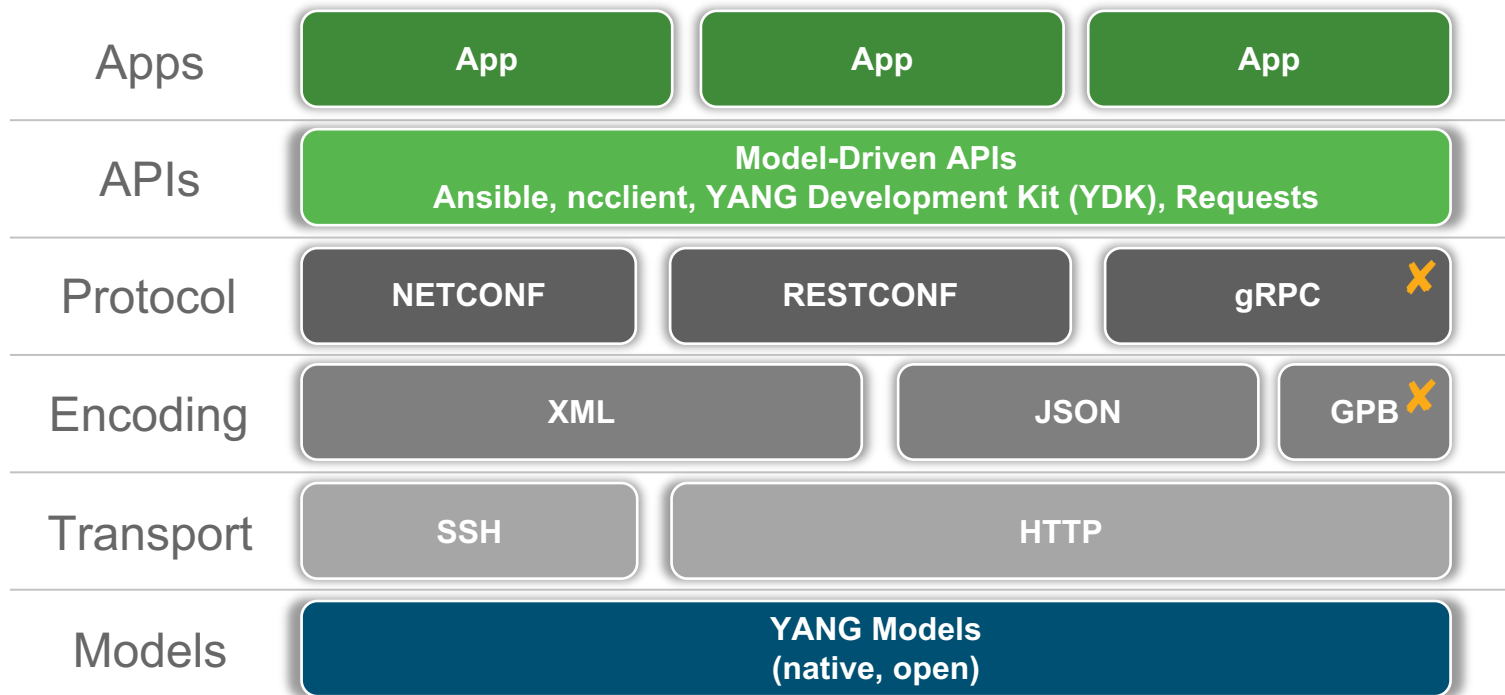 Apps
App
App
App
APIs
Model-Driven APIs
Ansible, ncclient, YANG Development Kit (YDK), Requests
Protocol
NETCONF
RESTCONF
gRPC
✘
Encoding
XML
JSON
GPB
✘
Transport
SSH
HTTP
Models
YANG Models
(native, open)